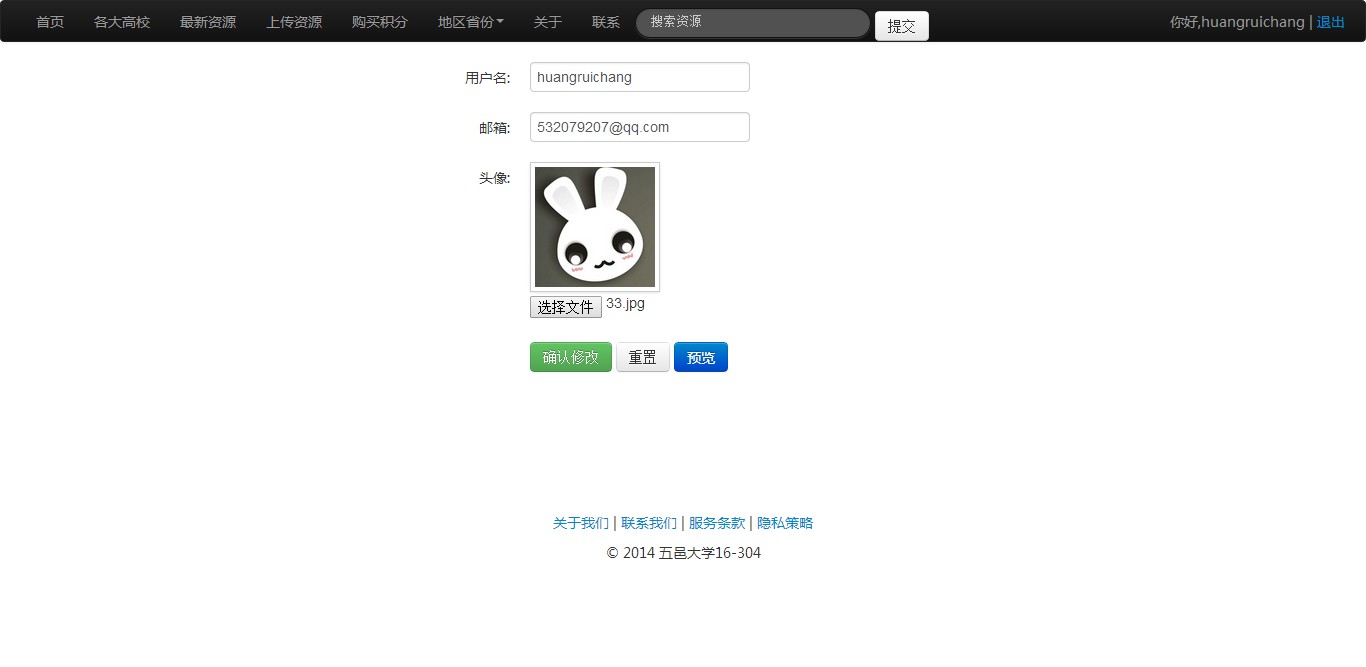 首页 各大高校 最新资源 上传资源 购买积分 地区省份 关于 联系 搜索资源 提交 你好,huangruichang | 退出
用户名: huangruichang
邮箱: 532079207@qq.com
头像:
选择文件 33.jpg
确认修改 重置 预览
关于我们 | 联系我们 | 服务条款 | 隐私策略
© 2014 五邑大学16-304